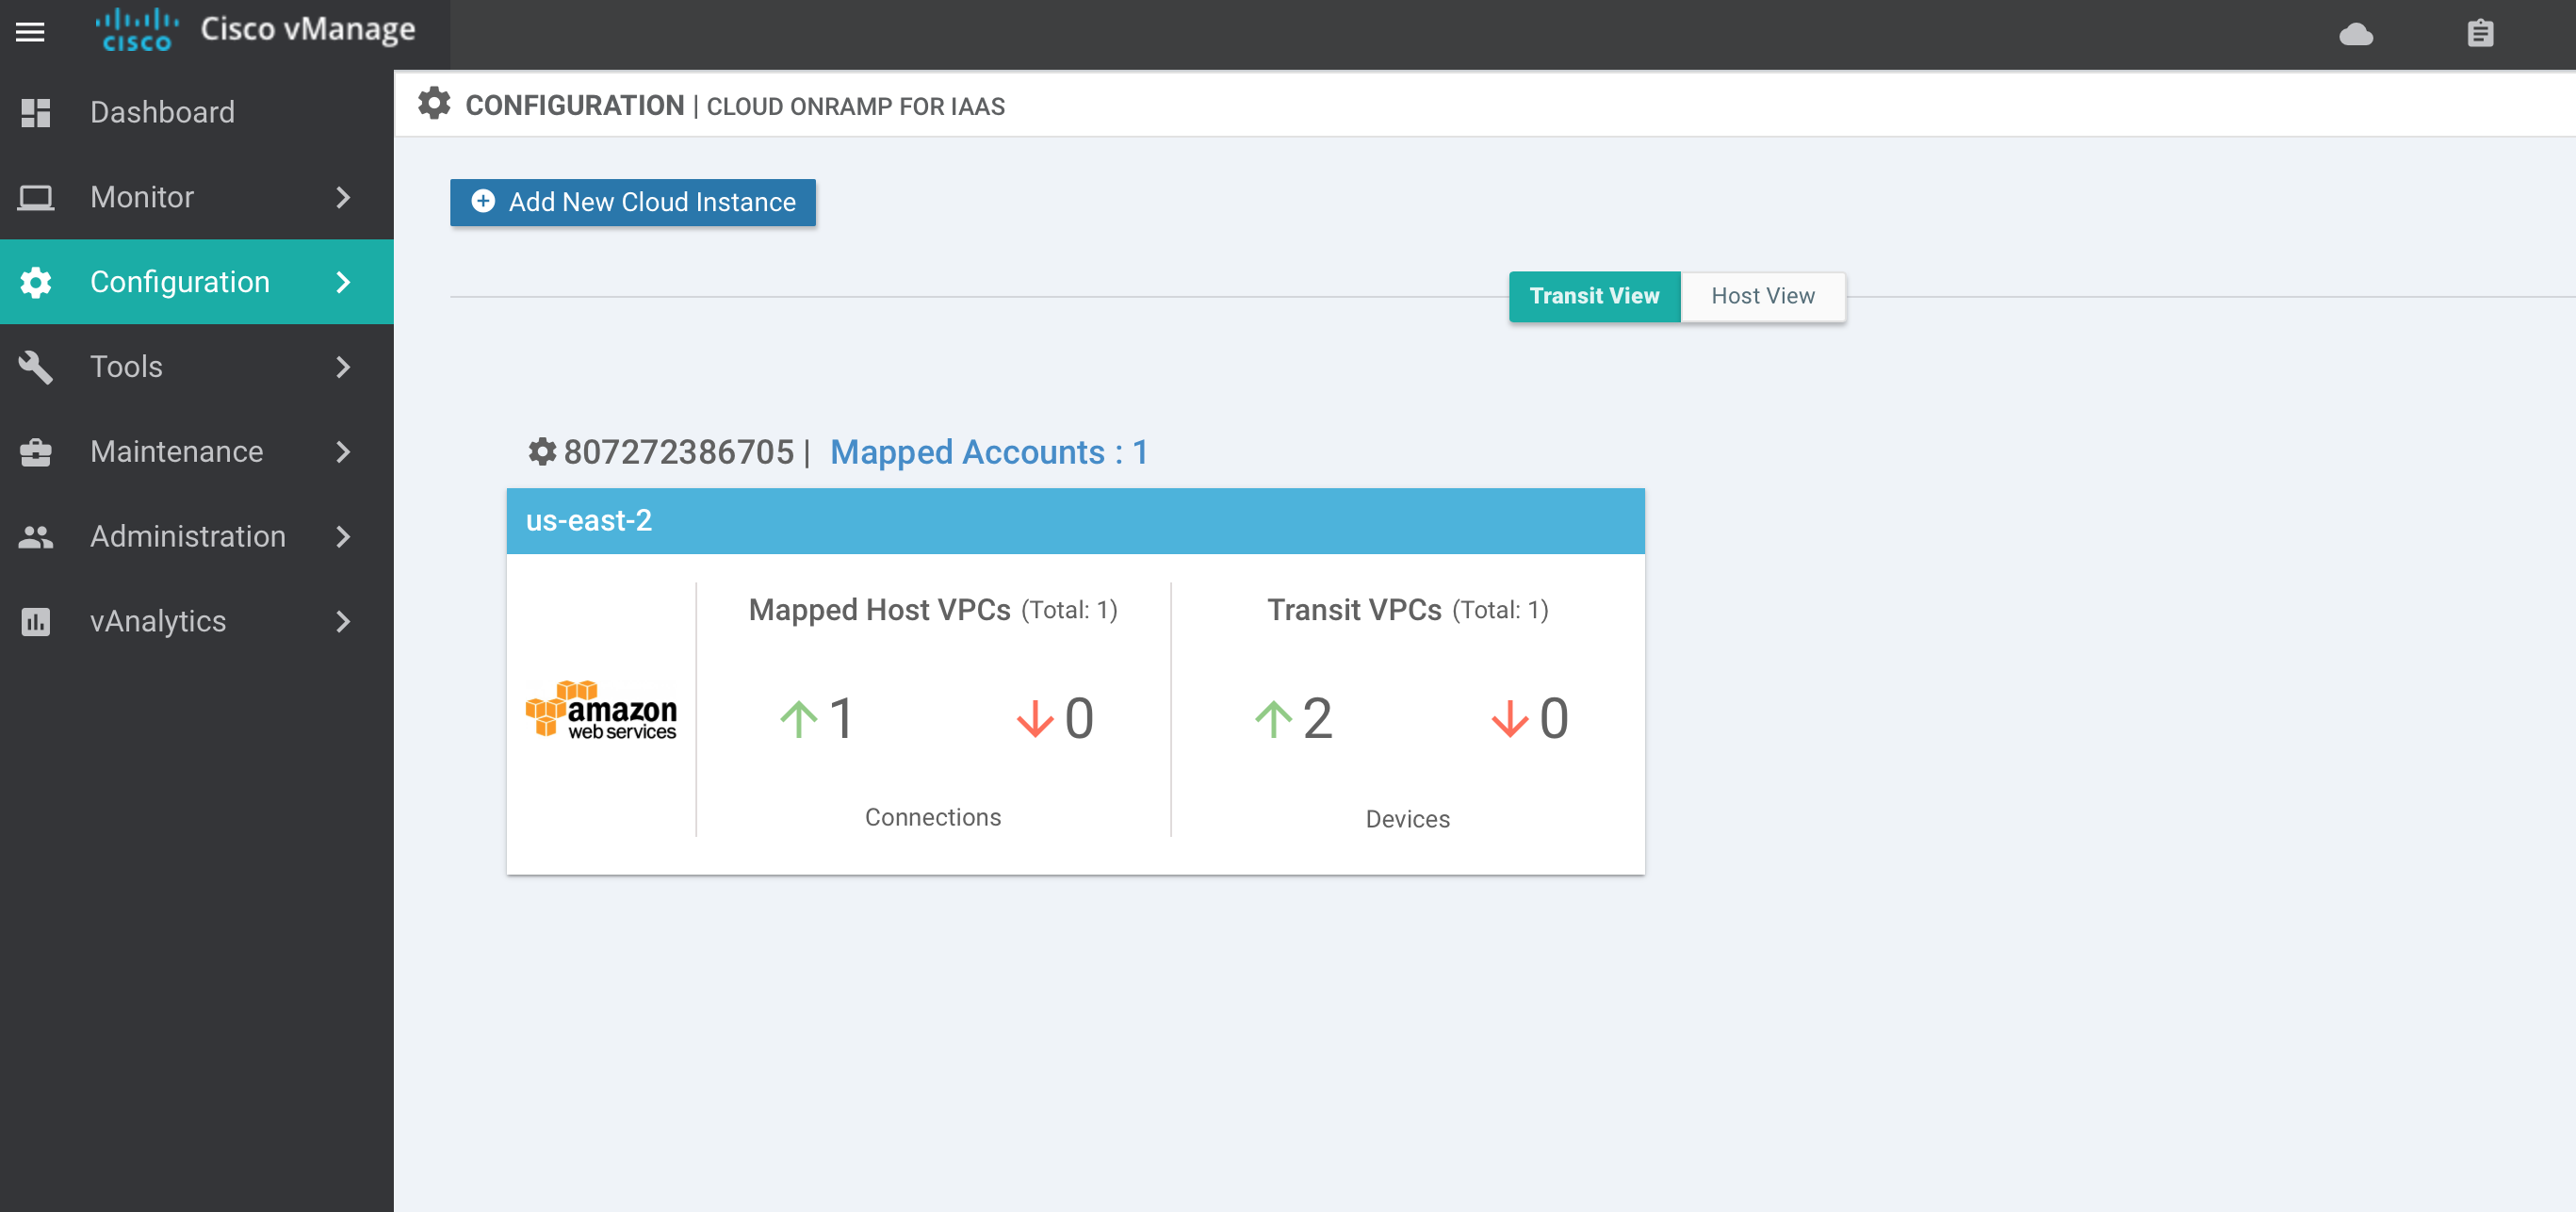 cisco Cisco vManage
Dashboard
Monitor
Configuration
Tools
Maintenance
Administration
vAnalytics
CONFIGURATION | CLOUD ONRAMP FOR IAAS
Add New Cloud Instance
Transit View Host View
807272386705 | Mapped Accounts : 1
us-east-2
amazon
web services
Mapped Host VPCs (Total: 1)
1 0
Connections
Transit VPCs (Total: 1)
2 0
Devices